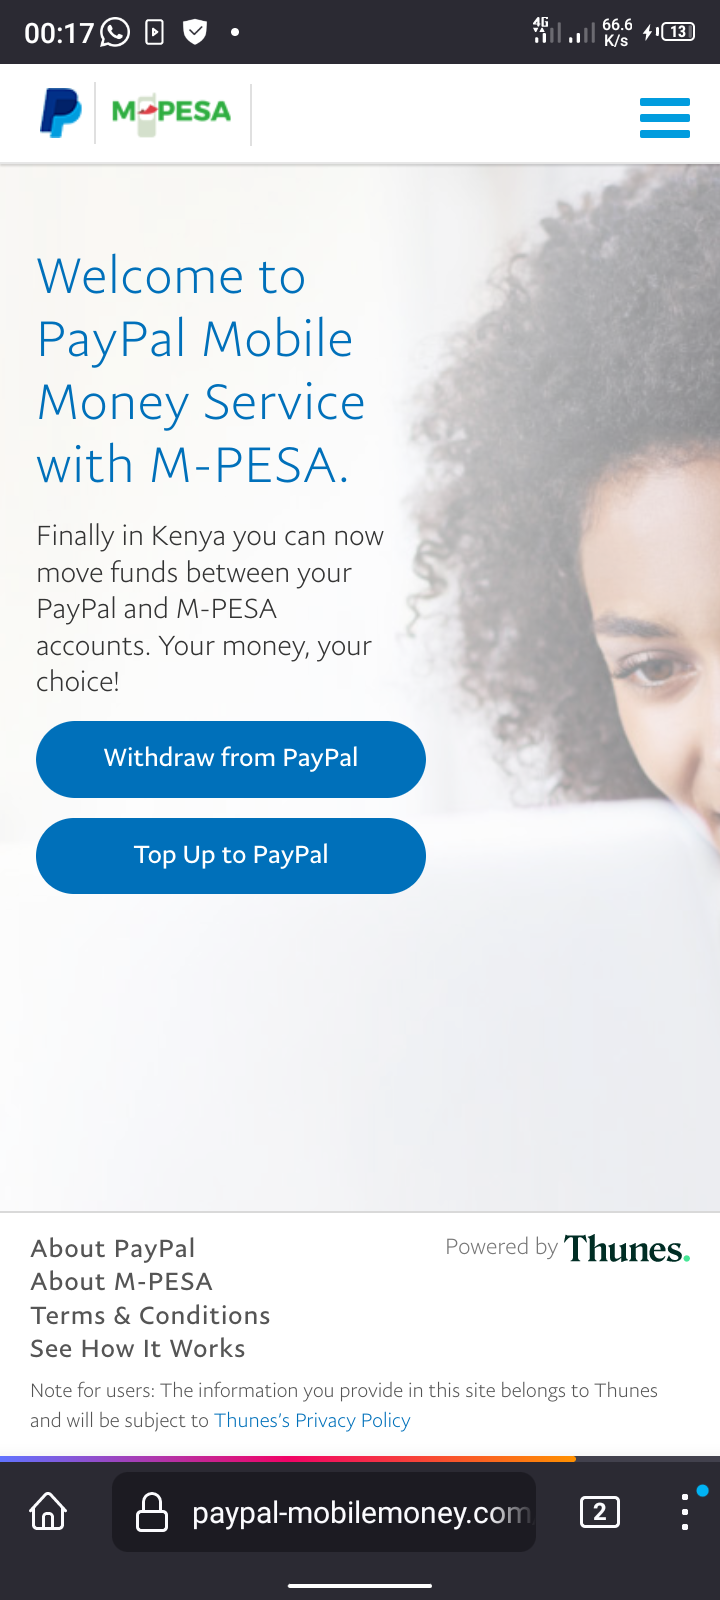 00:17 4G 66.6 K/s 13
P M-PESA
Welcome to
PayPal Mobile
Money Service
with M-PESA.
Finally in Kenya you can now
move funds between your
PayPal and M-PESA
accounts. Your money, your
choice!
Withdraw from PayPal
Top Up to PayPal
About PayPal
Powered by Thunes.
About M-PESA
Terms & Conditions
See How It Works
Note for users: The information you provide in this site belongs to Thunes
and will be subject to Thunes's Privacy Policy
paypal-mobilemoney.com
2